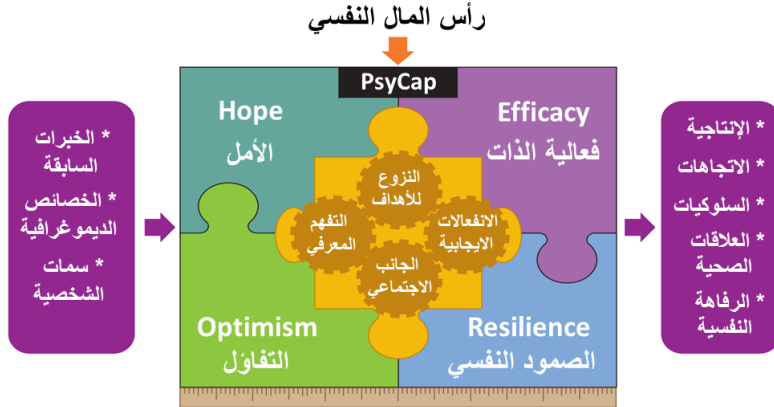 رأس المال النفسي
PsyCap
* الخبرات
السابقة
* الخصائص
الديموغرافية
* سمات
الشخصية
Hope
الأمل
Efficacy
فعالية الذات
النزوع
للأهداف
التفهم
المعرفي
الانفعالات
الايجابية
الجانب
الاجتماعي
Optimism
التفاؤل
Resilience
الصمود النفسي
* الإنتاجية
* الاتجاهات
* السلوكيات
* العلاقات
الصحية
* الرفاهة
النفسية